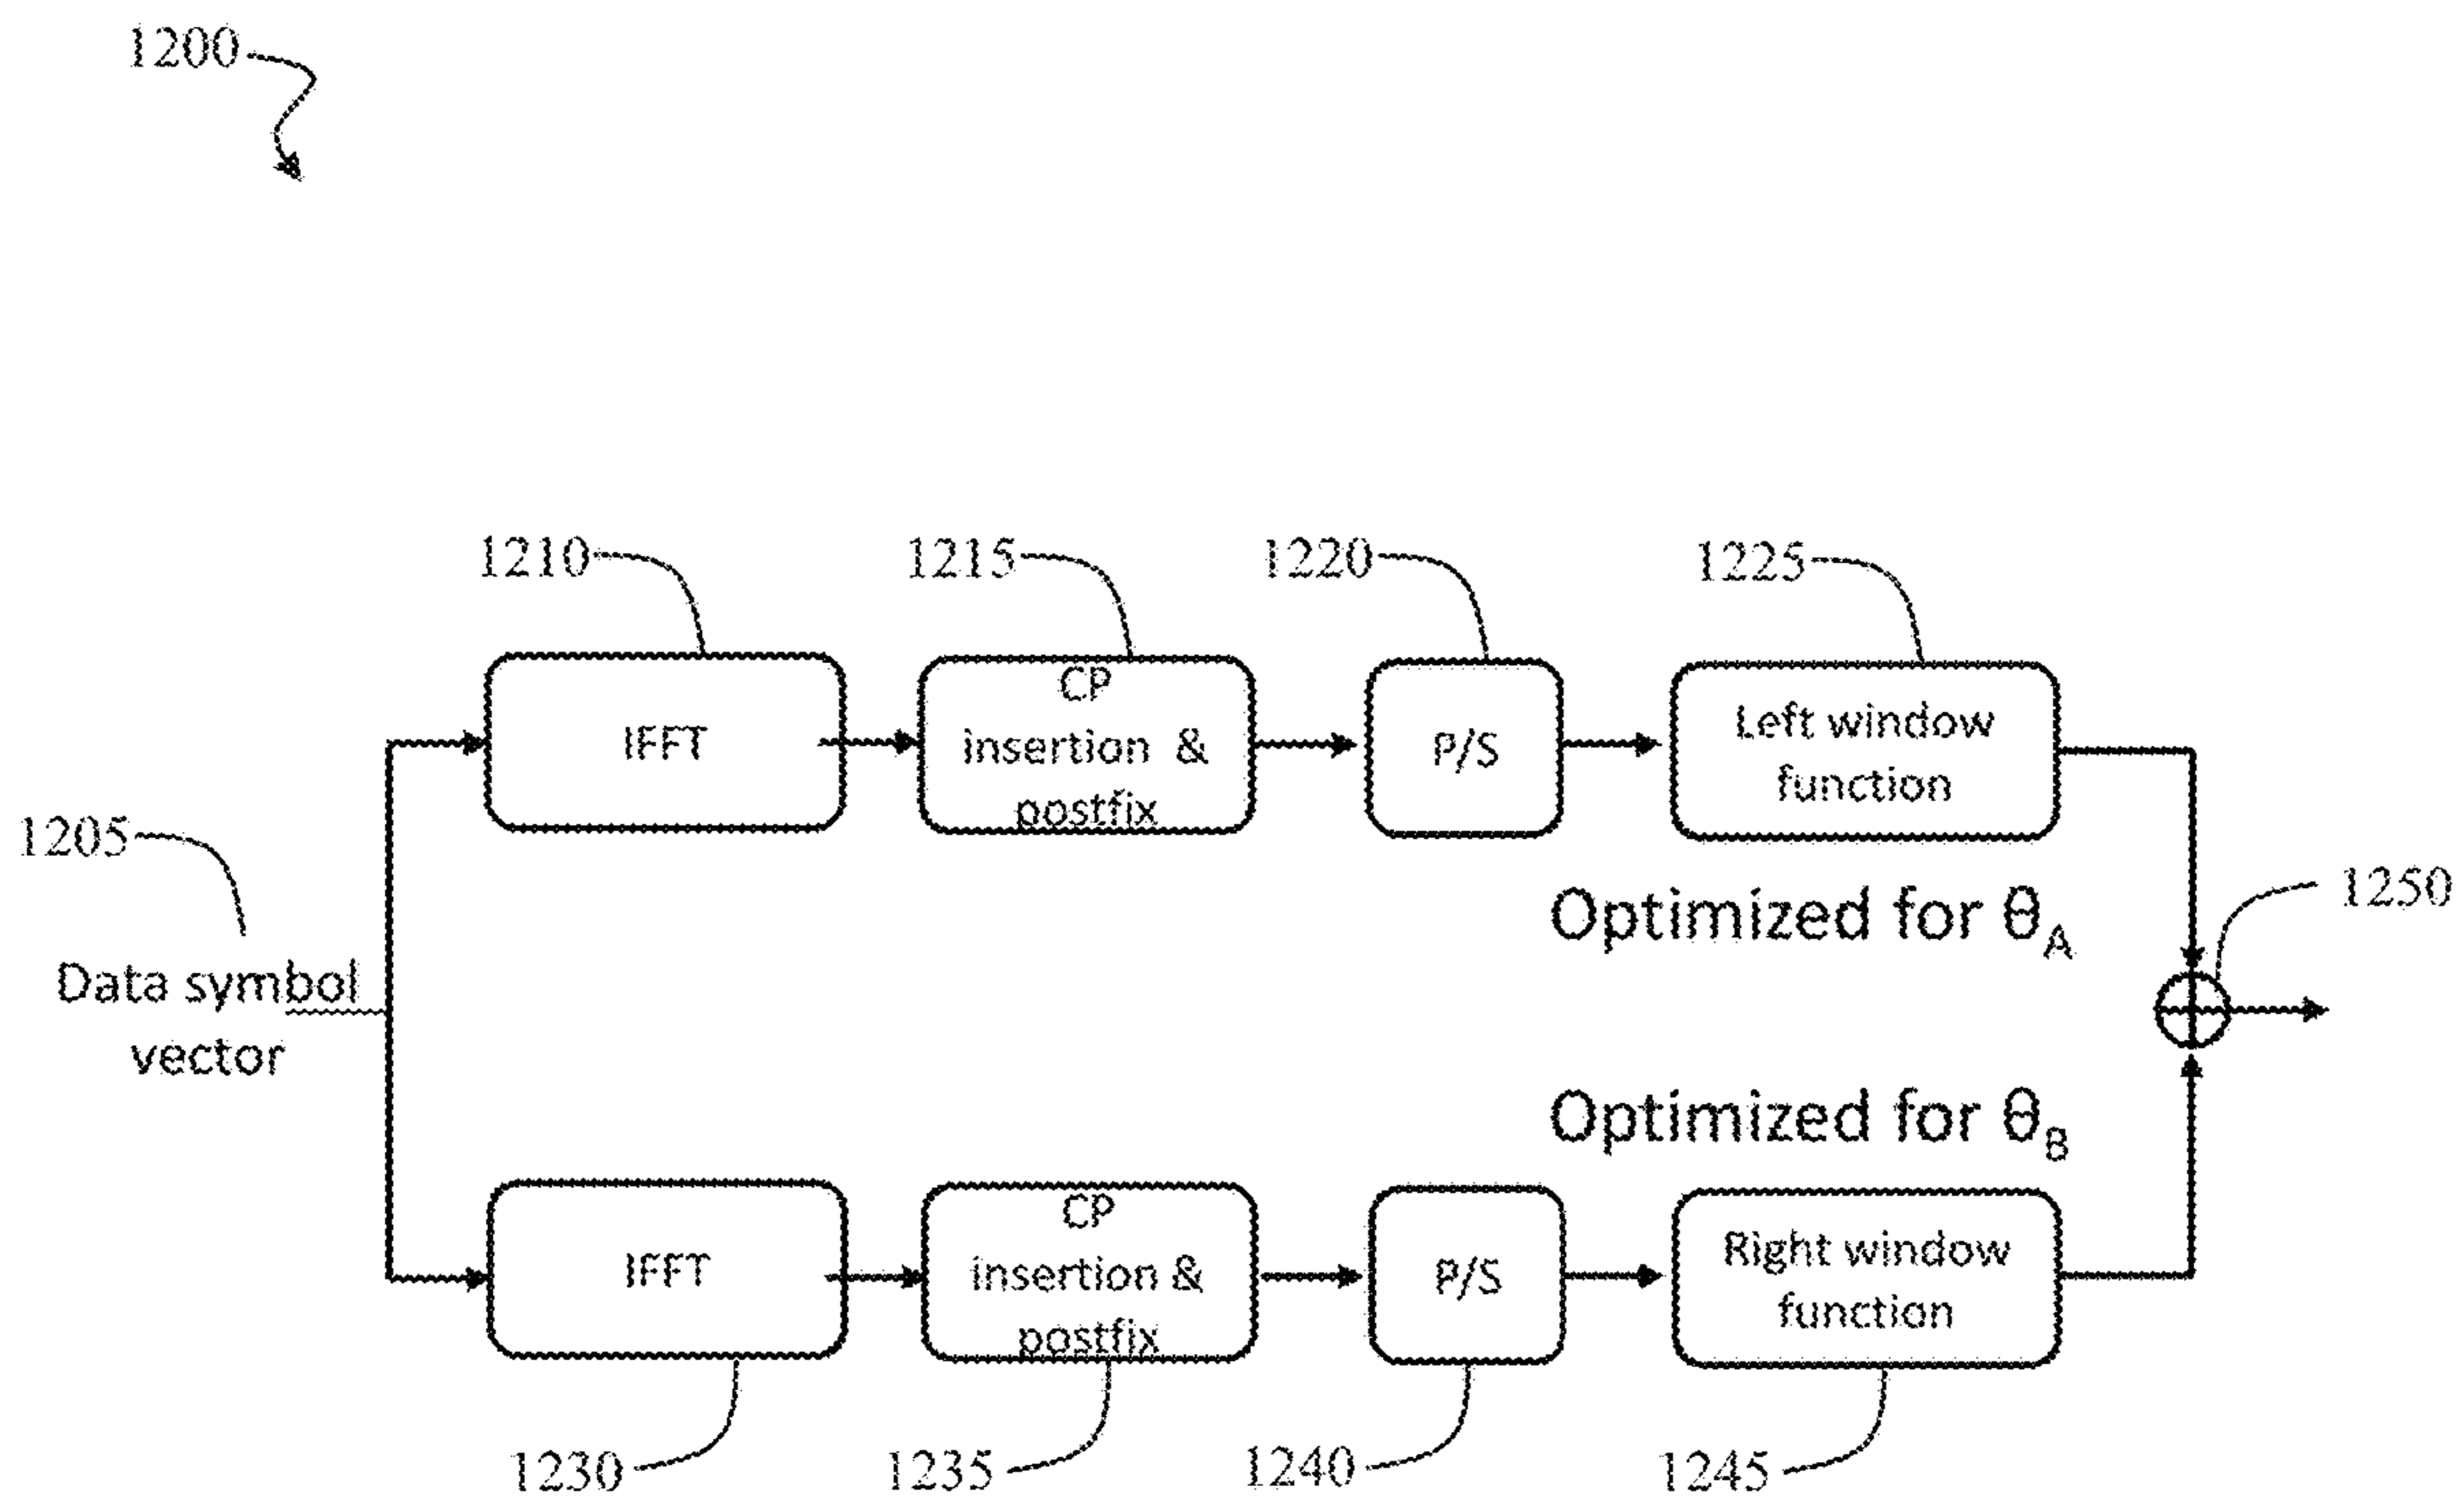 1200
1210
1215
1220
1225
IFFT
CP
insertion &
postfix
P/S
Left window
function
1205
Data symbol
vector
Optimized for θA
1250
Optimized for θB
IFFT
CP
insertion &
postfix
P/S
Right window
function
1230
1235
1240
1245